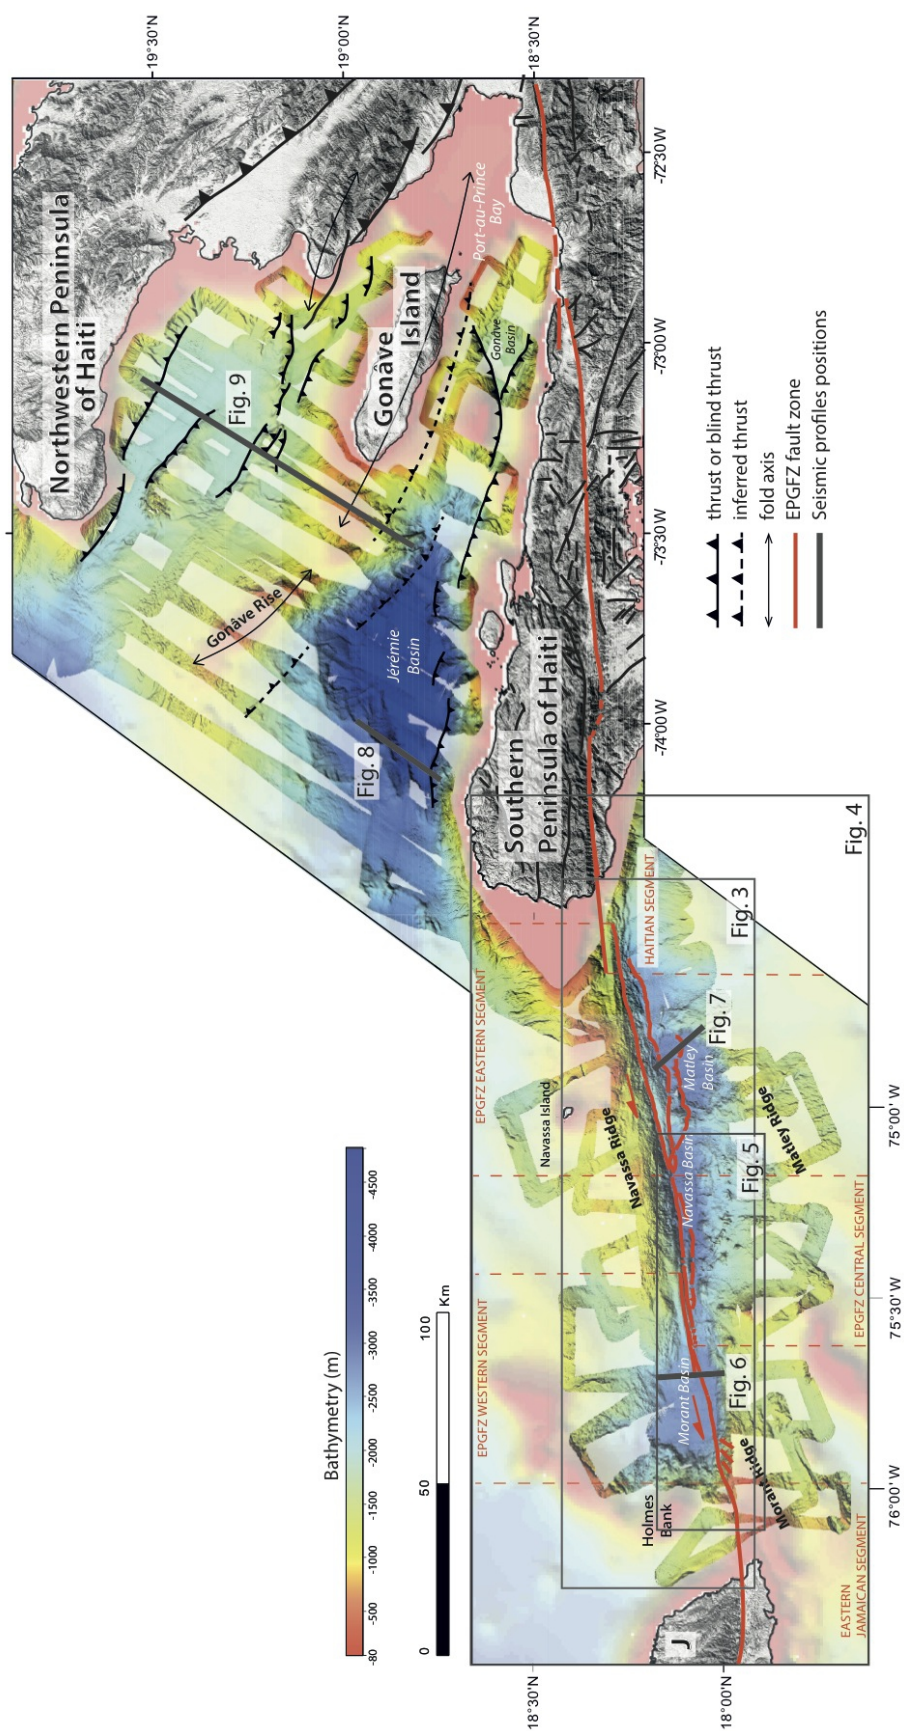 19°30'N
19°00'N
18°30'N
Northwestern Peninsula
of Haiti
Fig. 9
Gonâve
Island
Port-au-Prince
Bay
Gonâve
Basin
Gonâve Rise
Jérémie
Basin
Fig. 8
Southern
Peninsula of Haiti
-72°30'W
-73°00'W
-73°30'W
-74°00'W
thrust or blind thrust
inferred thrust
fold axis
EPGFZ fault zone
Seismic profiles positions
Bathymetry (m)
-80
-500
-1000
-1500
-2000
-2500
-3000
-3500
-4000
-4500
0
50
100
Km
EPGFZ WESTERN SEGMENT
EPGFZ EASTERN SEGMENT
HAITIAN SEGMENT
Fig. 4
Fig. 3
Navassa Island
Navassa Ridge
Fig. 7
Matley
Basin
Matley Ridge
Navassa Basin
Fig. 5
Morant Basin
Fig. 6
Holmes
Bank
Morant Ridge
J
EASTERN
JAMAICAN SEGMENT
EPGFZ CENTRAL SEGMENT
18°30'N
18°00'N
76°00' W
75°30' W
75°00' W